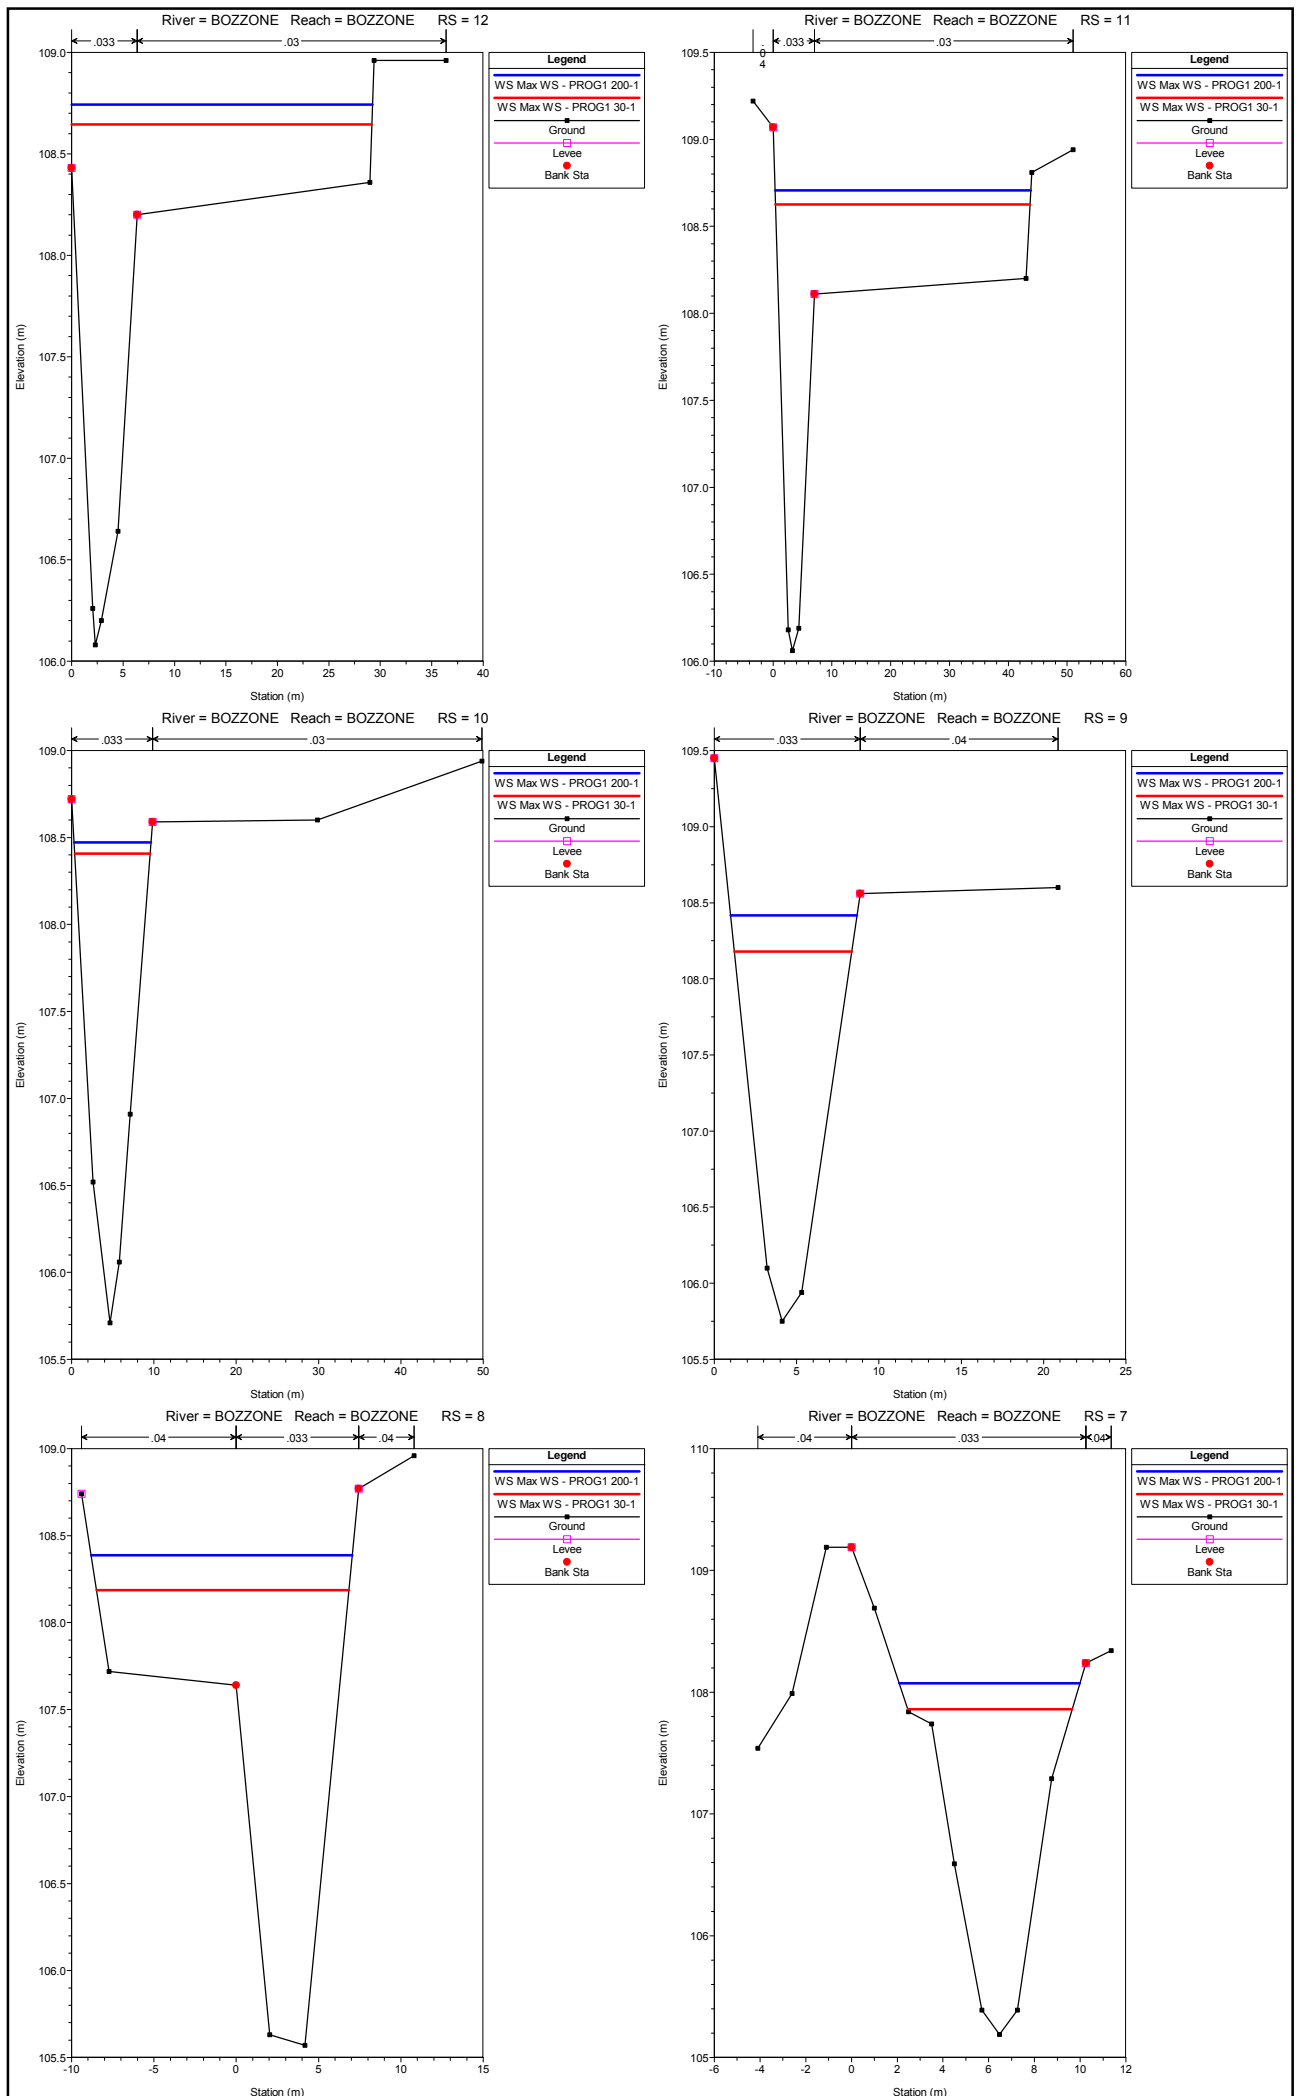 River = BOZZONE Reach = BOZZONE RS = 12
.033 .03
109.0
108.5
108.0
107.5
107.0
106.5
106.0
Elevation (m)
0 5 10 15 20 25 30 35 40
Station (m)
Legend
WS Max WS - PROG1 200-1
WS Max WS - PROG1 30-1
Ground
Levee
Bank Sta
River = BOZZONE Reach = BOZZONE RS = 11
.04 .033 .03
109.5
109.0
108.5
108.0
107.5
107.0
106.5
106.0
Elevation (m)
-10 0 10 20 30 40 50 60
Station (m)
Legend
WS Max WS - PROG1 200-1
WS Max WS - PROG1 30-1
Ground
Levee
Bank Sta
River = BOZZONE Reach = BOZZONE RS = 10
.033 .03
109.0
108.5
108.0
107.5
107.0
106.5
106.0
105.5
Elevation (m)
0 10 20 30 40 50
Station (m)
Legend
WS Max WS - PROG1 200-1
WS Max WS - PROG1 30-1
Ground
Levee
Bank Sta
River = BOZZONE Reach = BOZZONE RS = 9
.033 .04
109.5
109.0
108.5
108.0
107.5
107.0
106.5
106.0
105.5
Elevation (m)
0 5 10 15 20 25
Station (m)
Legend
WS Max WS - PROG1 200-1
WS Max WS - PROG1 30-1
Ground
Levee
Bank Sta
River = BOZZONE Reach = BOZZONE RS = 8
.04 .033 .04
109.0
108.5
108.0
107.5
107.0
106.5
106.0
105.5
Elevation (m)
-10 -5 0 5 10 15
Station (m)
Legend
WS Max WS - PROG1 200-1
WS Max WS - PROG1 30-1
Ground
Levee
Bank Sta
River = BOZZONE Reach = BOZZONE RS = 7
.04 .033 .04
110
109
108
107
106
105
Elevation (m)
-6 -4 -2 0 2 4 6 8 10 12
Station (m)
Legend
WS Max WS - PROG1 200-1
WS Max WS - PROG1 30-1
Ground
Levee
Bank Sta